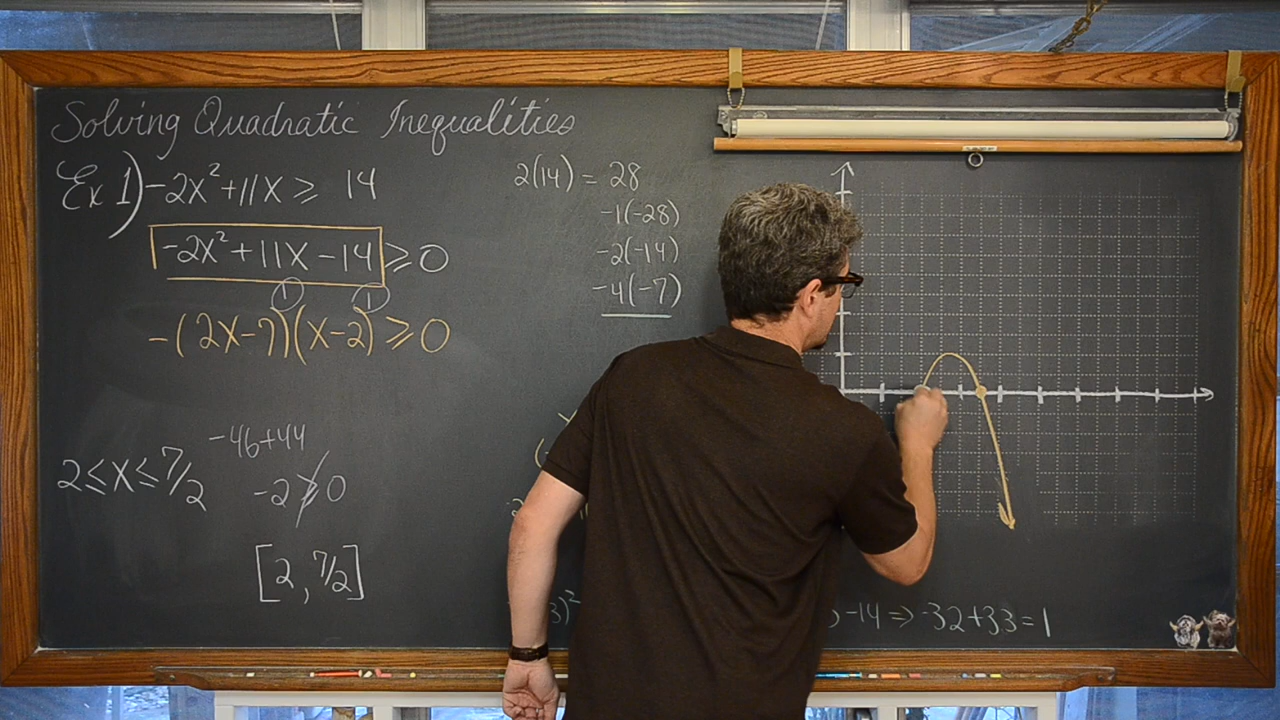 Solving Quadratic Inequalities
Ex 1) -2x²+11x ≥ 14
-2x²+11x-14 ≥ 0
1 1
-(2x-7)(x-2) ≥ 0
-46+44
2≤x≤7/2
-2 ≱ 0
[2, 7/2]
2(14) = 28
-1(-28)
-2(-14)
-4(-7)
3)²
-14 ⇒ -32+33=1